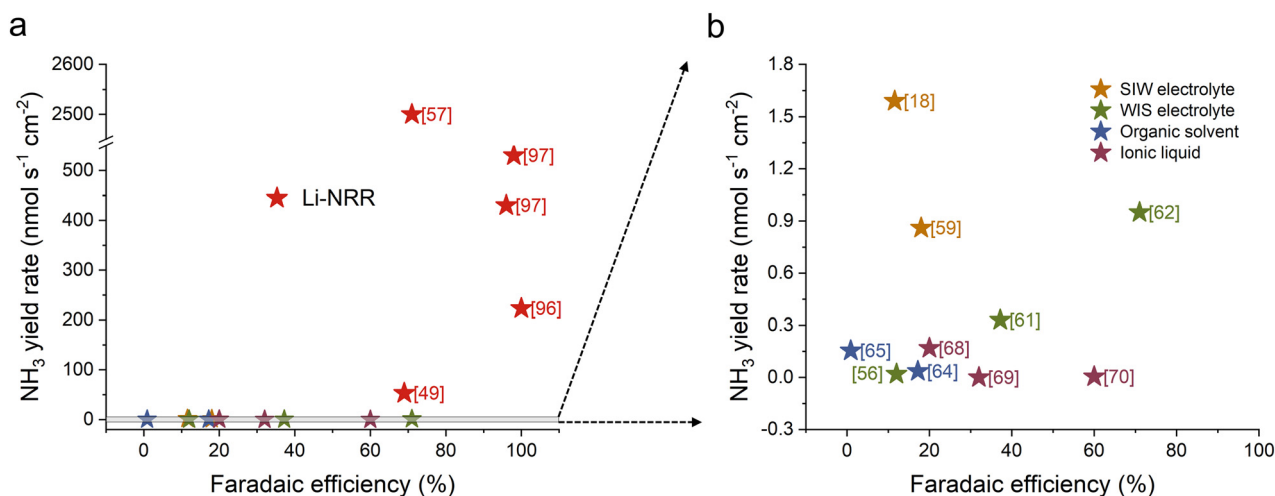 a
2600
2500
500
400
300
200
100
0
NH3 yield rate (nmol s-1 cm-2)
[57]
[97]
Li-NRR
[97]
[96]
[49]
0 20 40 60 80 100
Faradaic efficiency (%)
b
1.8
1.5
1.2
0.9
0.6
0.3
0.0
-0.3
NH3 yield rate (nmol s-1 cm-2)
SIW electrolyte
WIS electrolyte
Organic solvent
Ionic liquid
[18]
[62]
[59]
[61]
[65] [68]
[56] [64] [69] [70]
0 20 40 60 80 100
Faradaic efficiency (%)